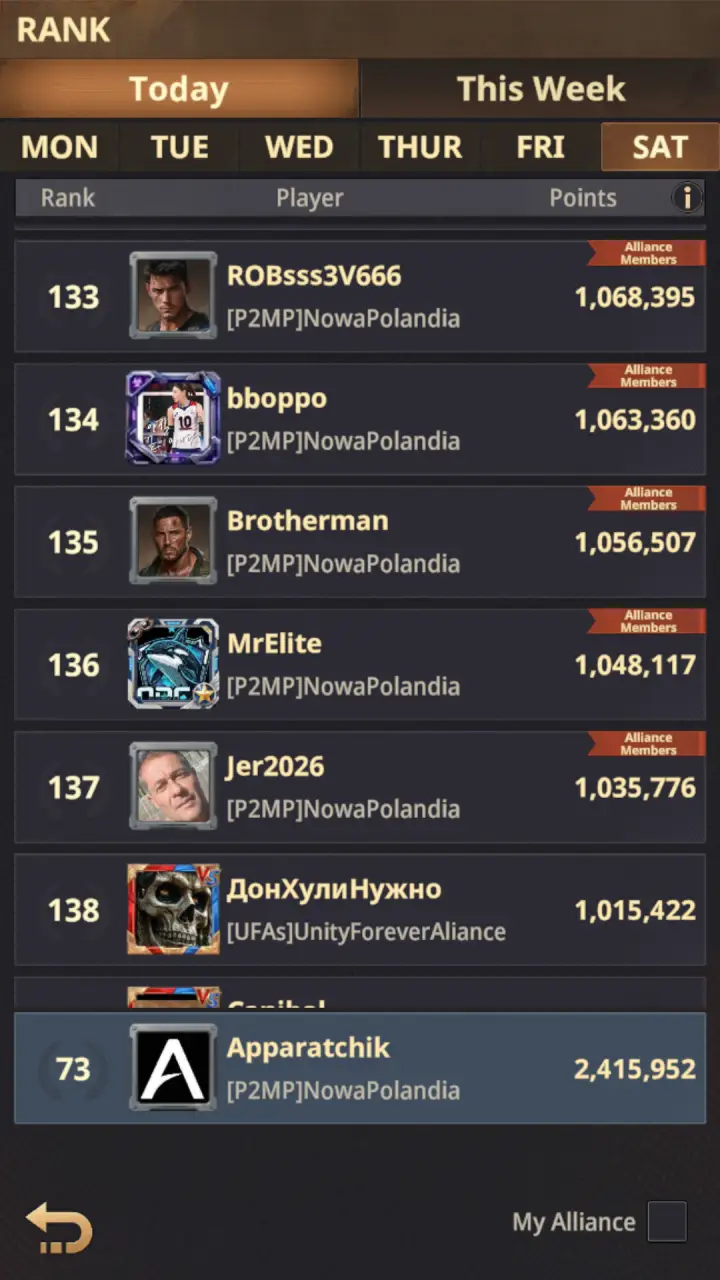 RANK
Today
This Week
MON
TUE
WED
THUR
FRI
SAT
Rank
Player
Points
133
ROBsss3V666
[P2MP]NowaPolandia
Alliance
Members
1,068,395
134
bboppo
[P2MP]NowaPolandia
Alliance
Members
1,063,360
135
Brotherman
[P2MP]NowaPolandia
Alliance
Members
1,056,507
136
MrElite
[P2MP]NowaPolandia
Alliance
Members
1,048,117
137
Jer2026
[P2MP]NowaPolandia
Alliance
Members
1,035,776
138
ДонХулиНужно
[UFAs]UnityForeverAliance
1,015,422
73
Apparatchik
[P2MP]NowaPolandia
2,415,952
My Alliance